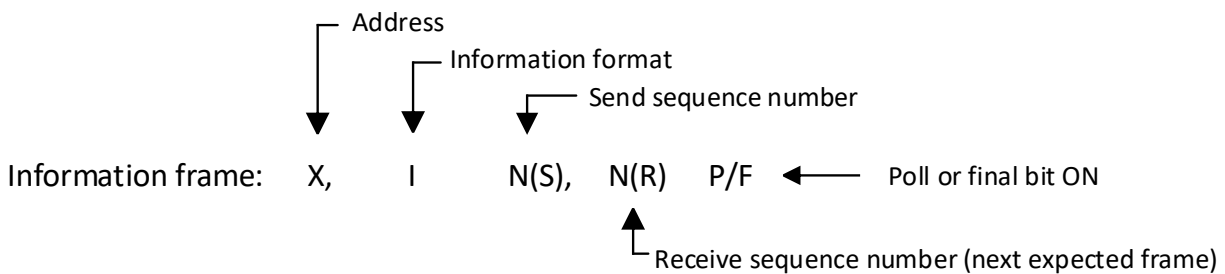 Address
Information format
Send sequence number
Information frame: X, I N(S), N(R) P/F Poll or final bit ON
Receive sequence number (next expected frame)